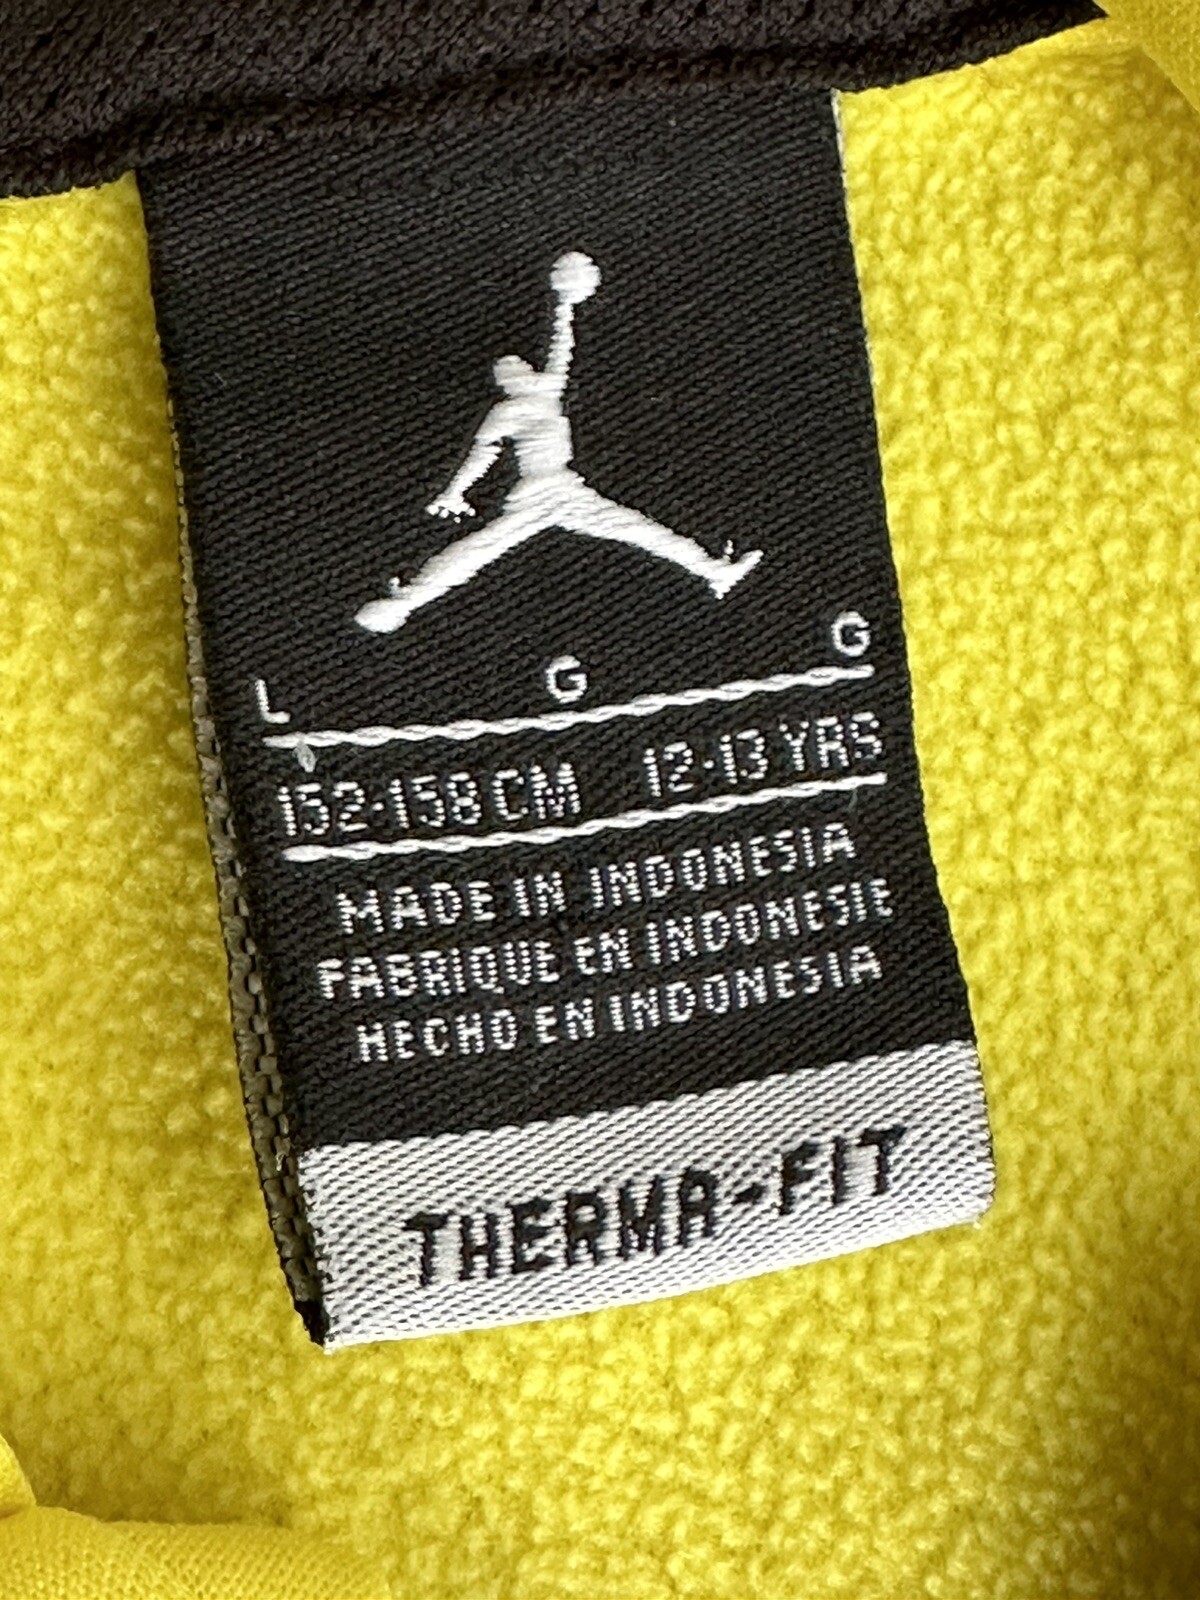 L G G
152-158 CM 12-13 YRS
MADE IN INDONESIA
FABRIQUE EN INDONESIE
HECHO EN INDONESIA
THERMA-FIT